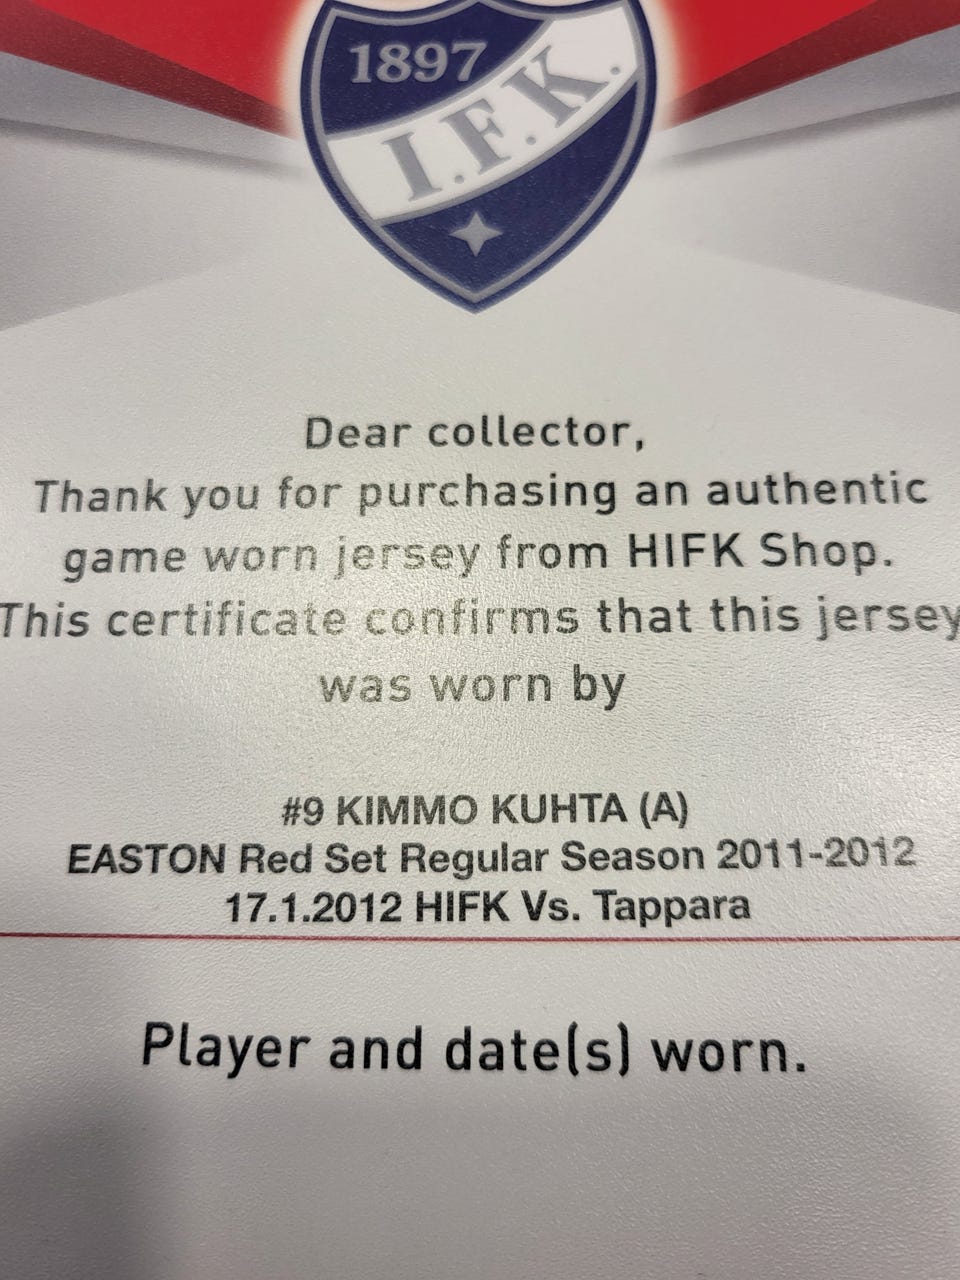 1897
I.F.K.
Dear collector,
Thank you for purchasing an authentic
game worn jersey from HIFK Shop.
This certificate confirms that this jersey
was worn by
#9 KIMMO KUHTA (A)
EASTON Red Set Regular Season 2011-2012
17.1.2012 HIFK Vs. Tappara
Player and date(s) worn.